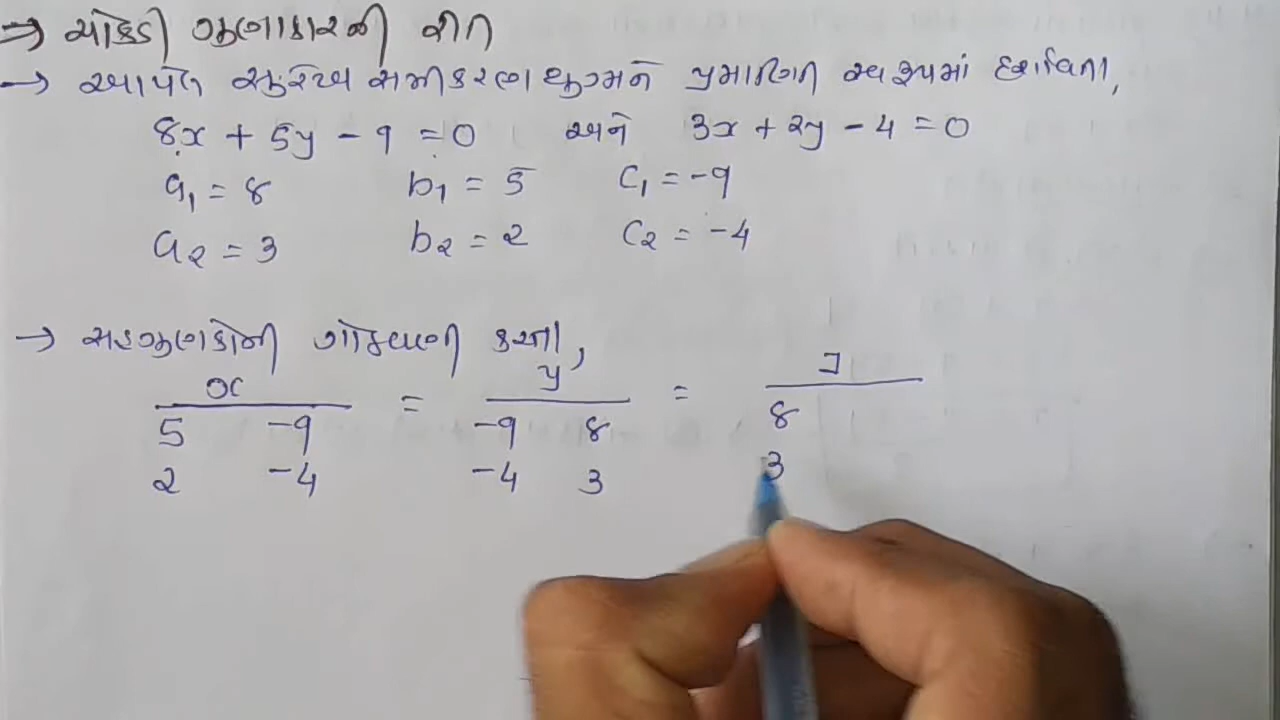 ⇒ ચોકડી ગુણાકારની રીત
→ આપેલ સુરેખ સમીકરણ યુગ્મને પ્રમાણિત સ્વરૂપમાં દર્શાવતા,
8x + 5y - 9 = 0 અને 3x + 2y - 4 = 0
a₁ = 8 b₁ = 5 c₁ = -9
a₂ = 3 b₂ = 2 c₂ = -4
→ સહગુણકોની ગોઠવણી કરતા,
x = y = 1
5 -9 -9 8 8
2 -4 -4 3 3